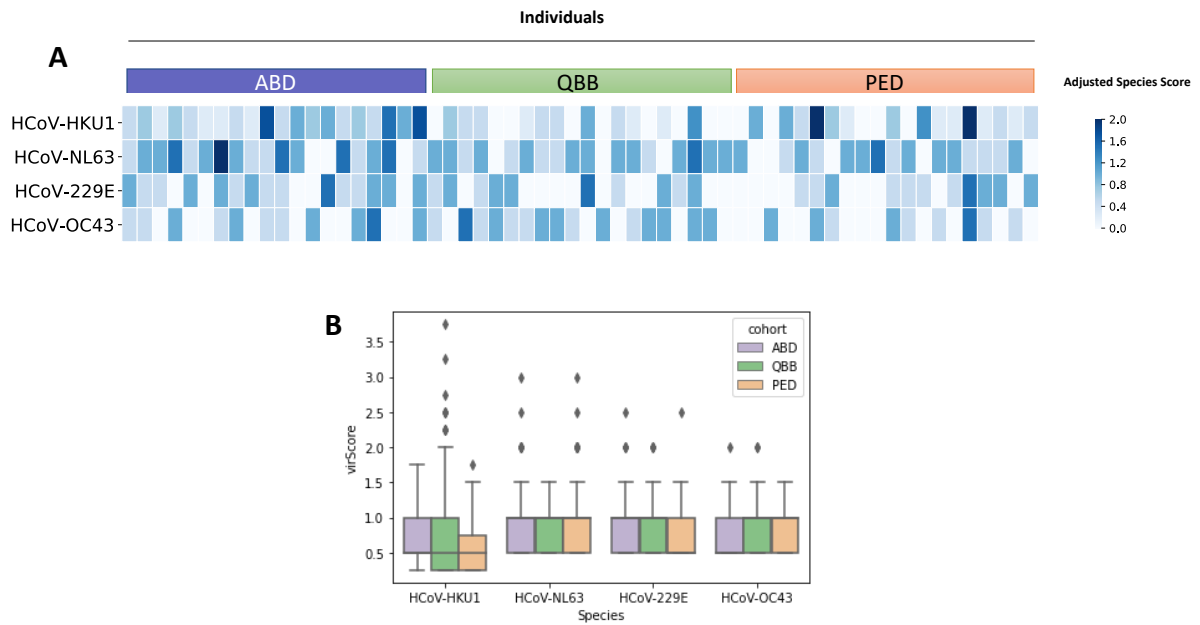 Individuals
A
ABD QBB PED
Adjusted Species Score
HCoV-HKU1
HCoV-NL63
HCoV-229E
HCoV-OC43
2.0
1.6
1.2
0.8
0.4
0.0
B
cohort
ABD
QBB
PED
virScore
3.5
3.0
2.5
2.0
1.5
1.0
0.5
HCoV-HKU1 HCoV-NL63 HCoV-229E HCoV-OC43
Species